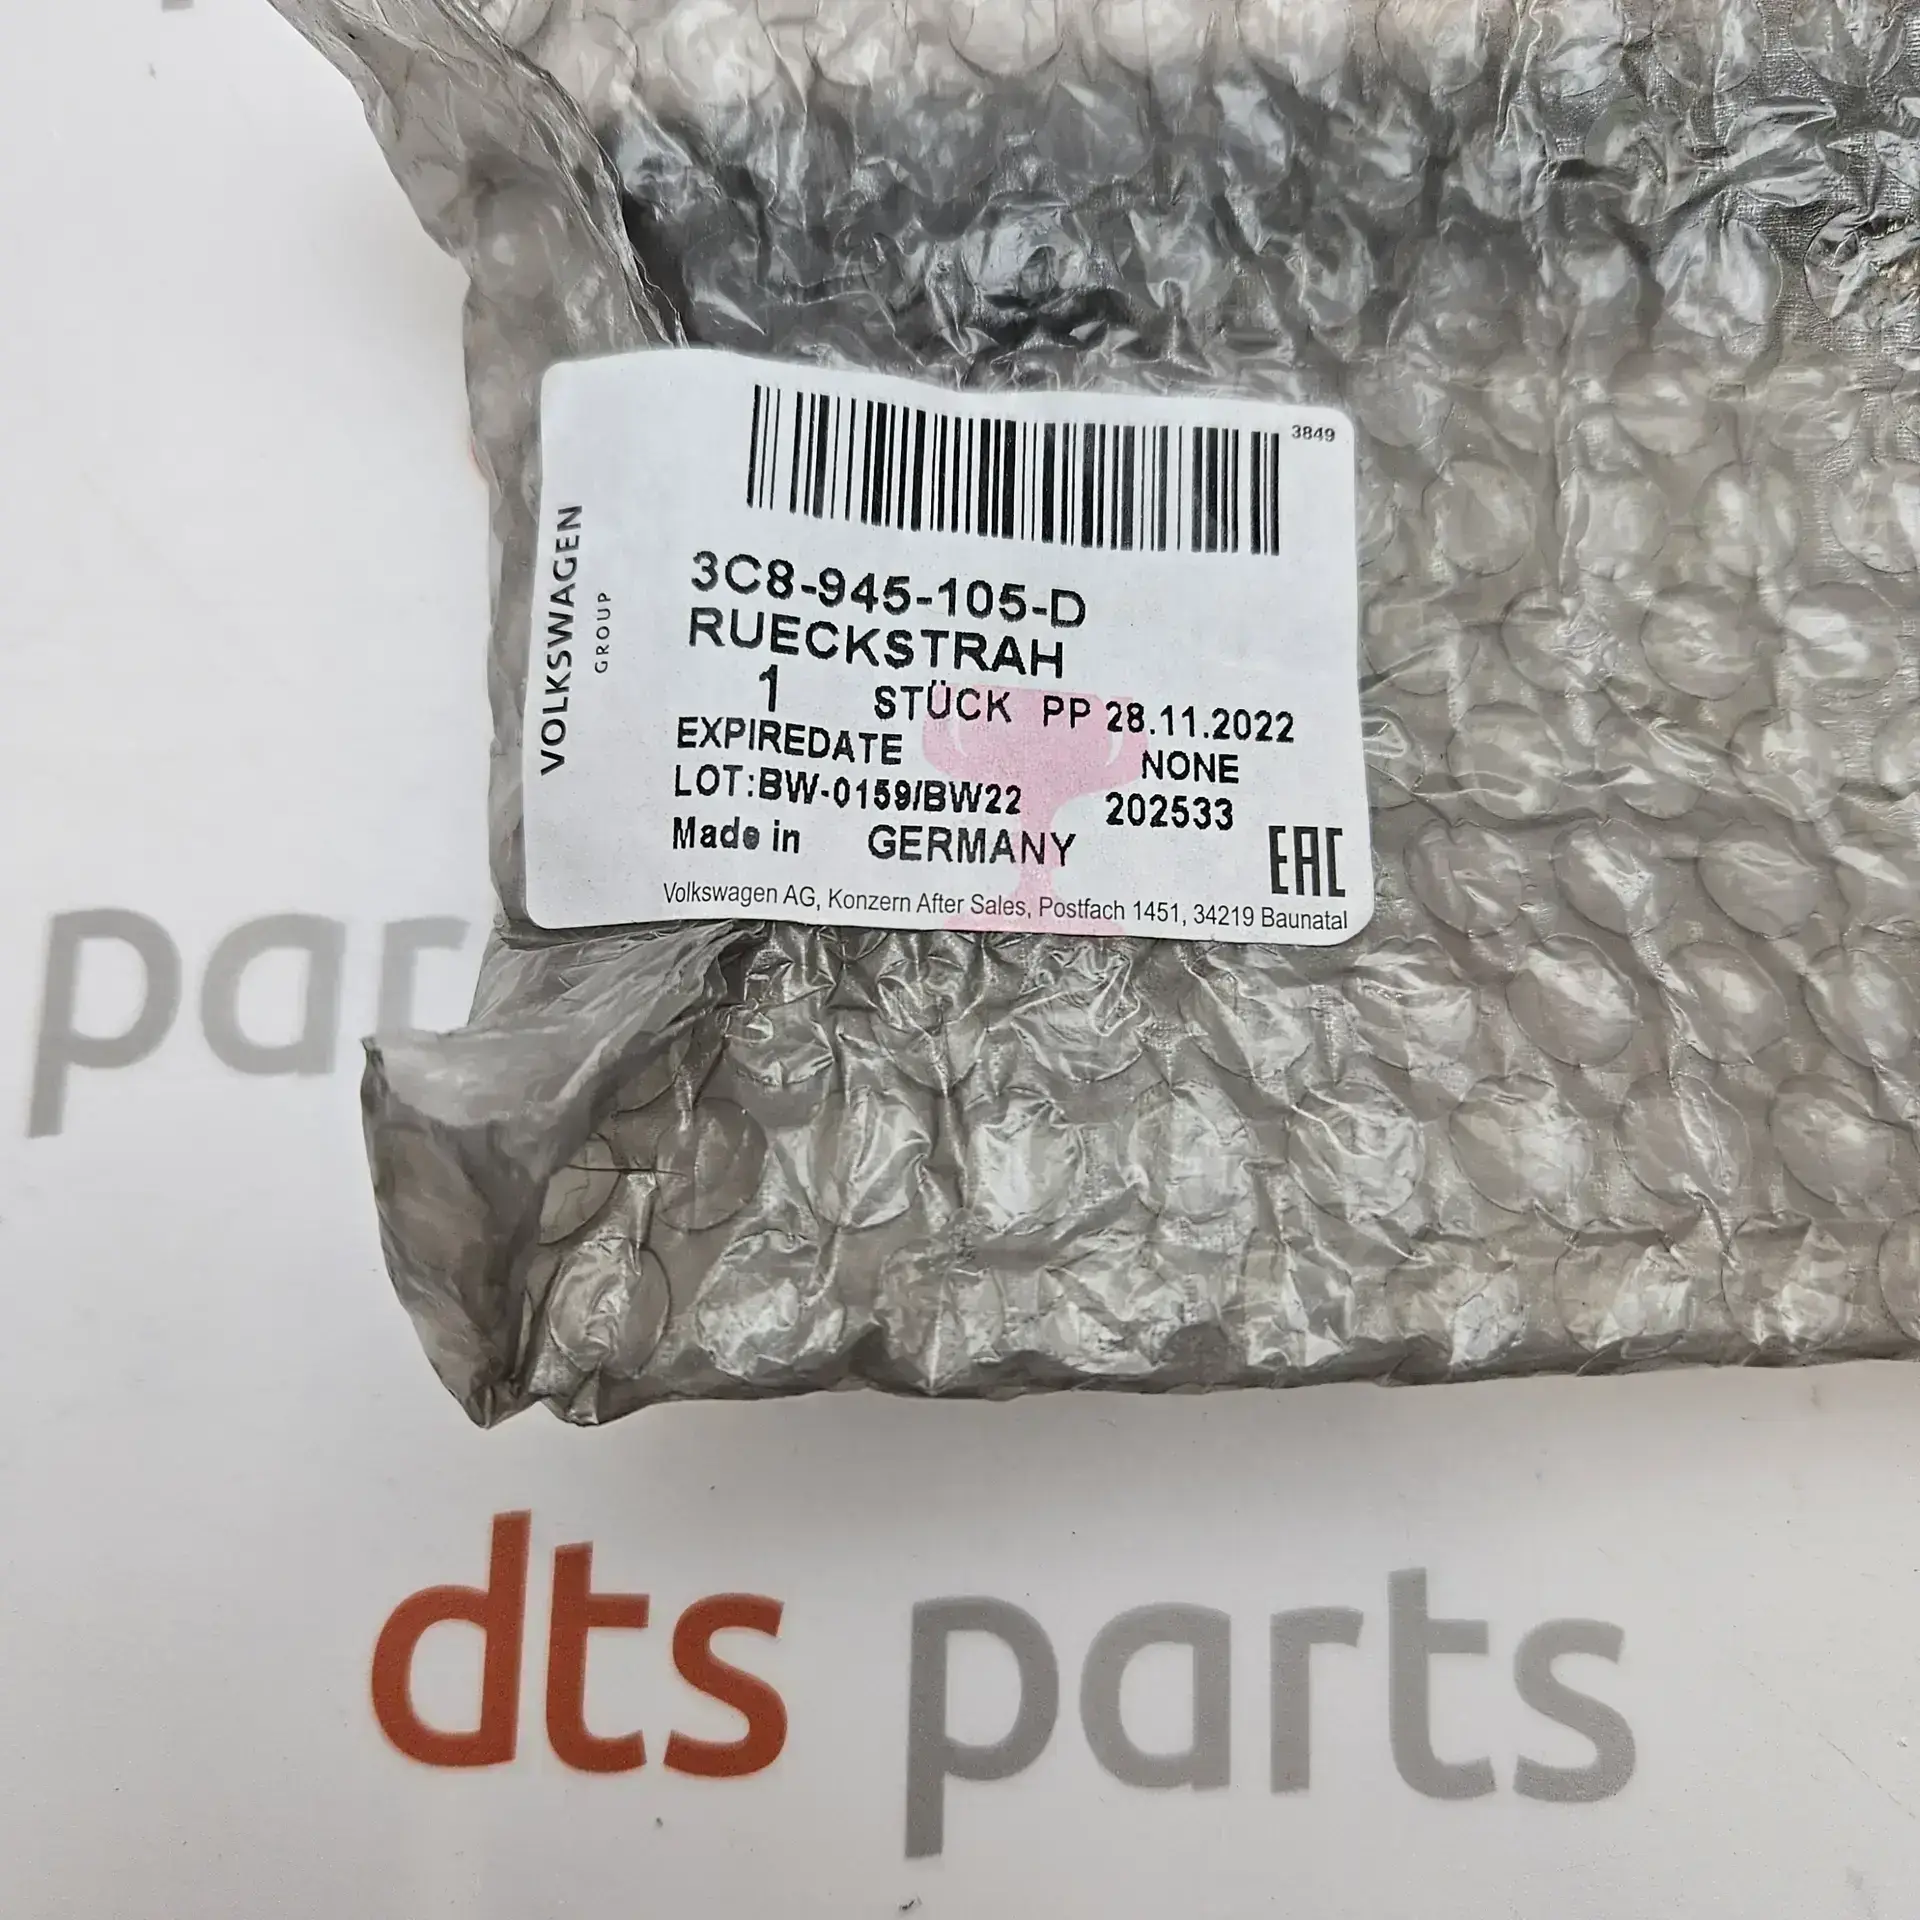 3849
VOLKSWAGEN
GROUP
3C8-945-105-D
RUECKSTRAH
1 STÜCK PP 28.11.2022
EXPIREDATE NONE
LOT:BW-0159/BW22 202533
Made in GERMANY
EAC
Volkswagen AG, Konzern After Sales, Postfach 1451, 34219 Baunatal
par
dts parts